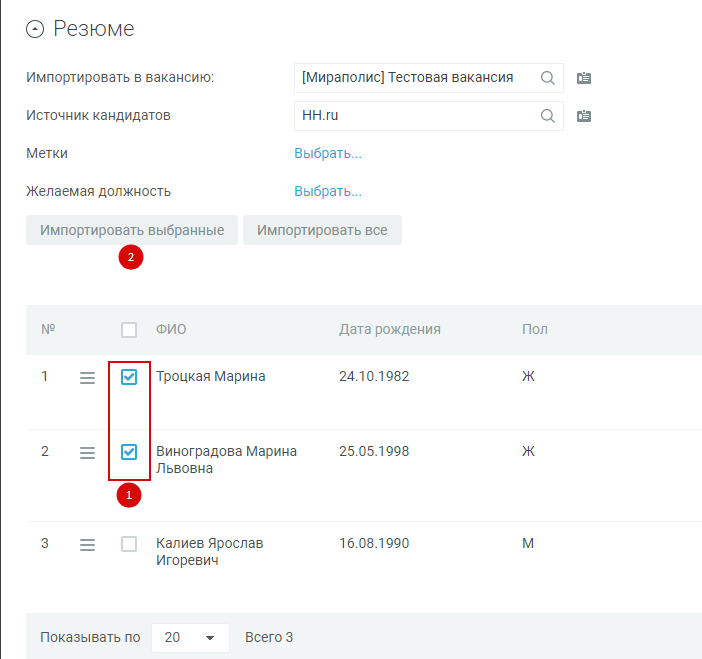 Резюме
Импортировать в вакансию: [Мираполис] Тестовая вакансия
Источник кандидатов HH.ru
Метки Выбрать...
Желаемая должность Выбрать...
Импортировать выбранные Импортировать все
2
№ ФИО Дата рождения Пол
1 Троцкая Марина 24.10.1982 Ж
2 Виноградова Марина 25.05.1998 Ж
Львовна
1
3 Калиев Ярослав 16.08.1990 М
Игоревич
Показывать по 20 Всего 3